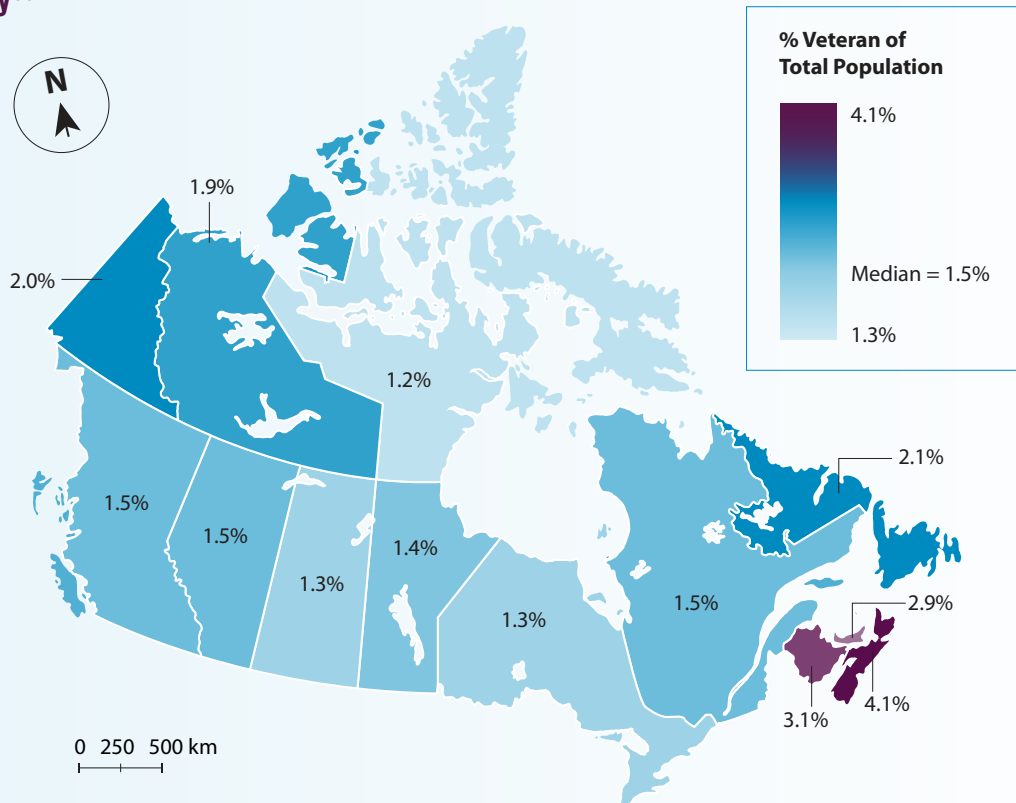 y
N
% Veteran of
Total Population
4.1%
Median = 1.5%
1.3%
1.9%
2.0%
1.2%
2.1%
1.5%
1.5%
1.4%
1.3%
1.3%
1.5%
2.9%
4.1%
3.1%
0 250 500 km